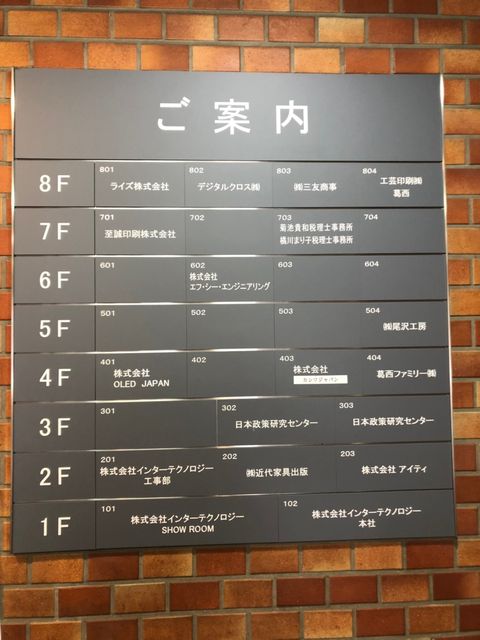 ご案内
8F
801
ライズ株式会社
802
デジタルクロス㈱
803
㈱三友商事
804
工芸印刷㈱
葛西
7F
701
至誠印刷株式会社
702
703
菊池貴和税理士事務所
橋川まり子税理士事務所
704
6F
601
602
株式会社
エフ・シー・エンジニアリング
603
604
5F
501
502
503
504
㈱尾沢工房
4F
401
株式会社
OLED JAPAN
402
403
株式会社
404
葛西ファミリー㈱
3F
301
302
日本政策研究センター
303
日本政策研究センター
2F
201
株式会社インターテクノロジー
工事部
202
㈱近代家具出版
203
株式会社 アイティ
1F
101
株式会社インターテクノロジー
SHOW ROOM
102
株式会社インターテクノロジー
本社